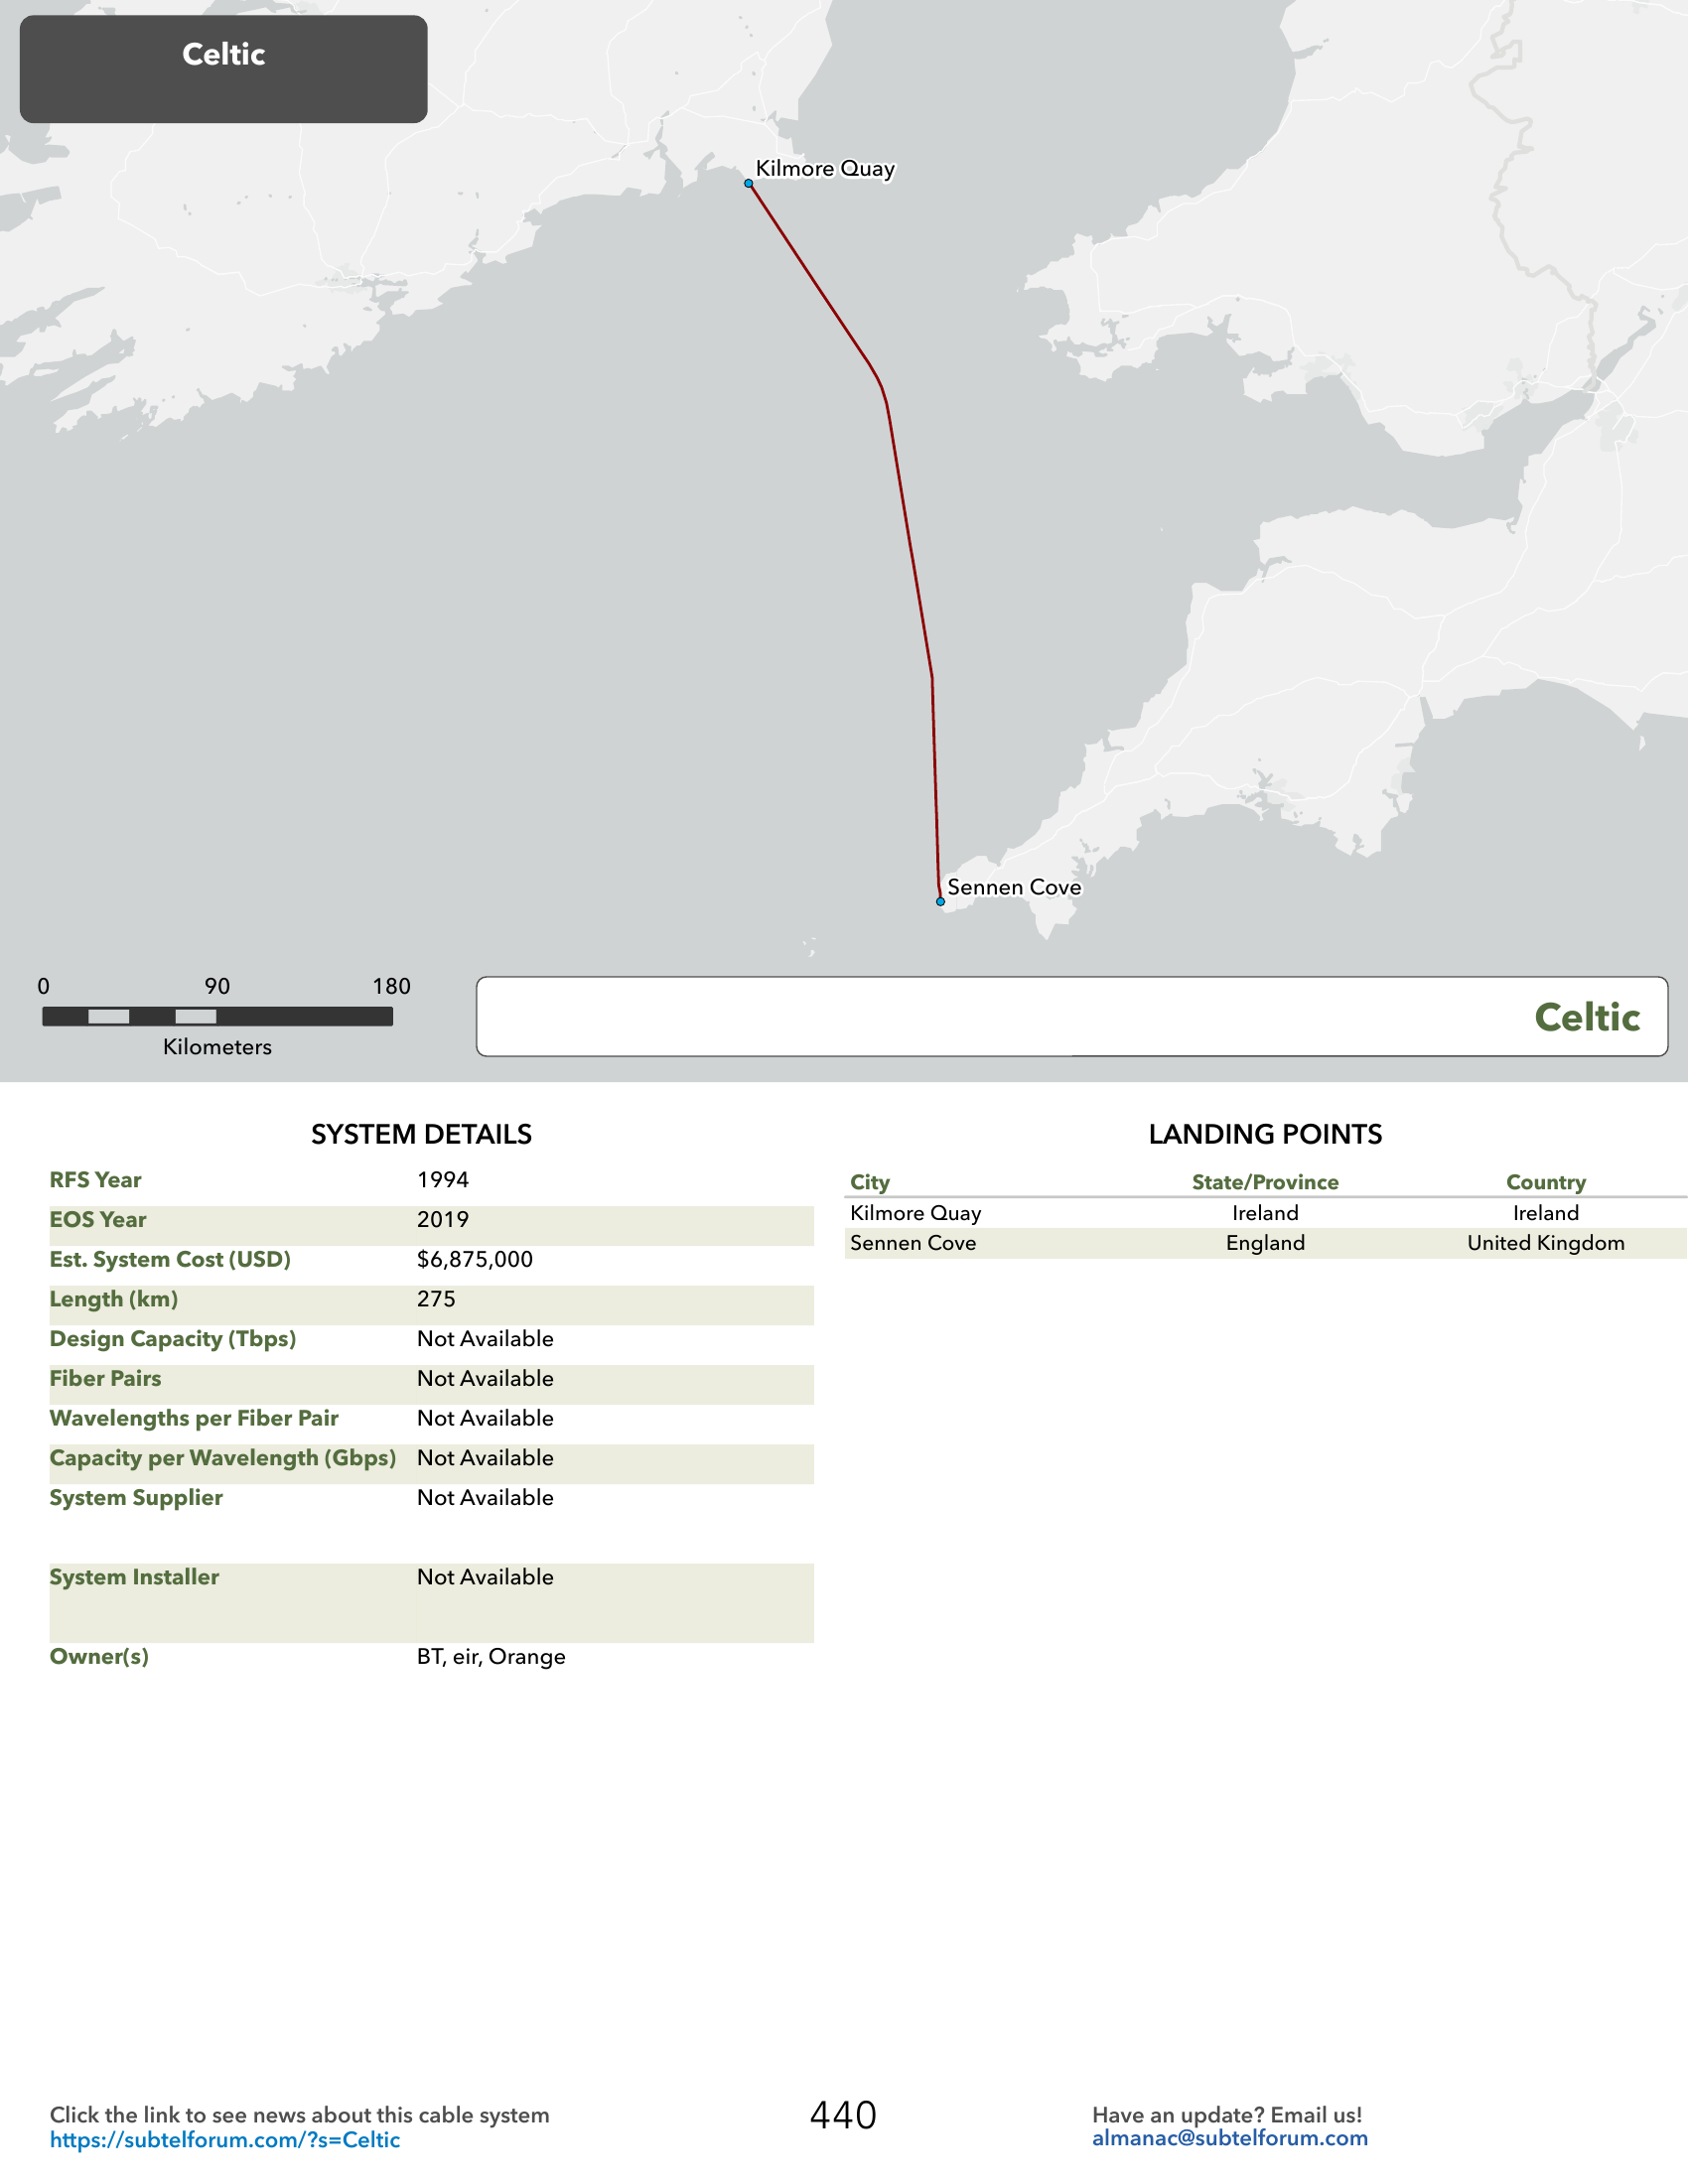 Celtic
Kilmore Quay
Sennen Cove
0 90 180
Kilometers
Celtic
SYSTEM DETAILS
RFS Year 1994
EOS Year 2019
Est. System Cost (USD) $6,875,000
Length (km) 275
Design Capacity (Tbps) Not Available
Fiber Pairs Not Available
Wavelengths per Fiber Pair Not Available
Capacity per Wavelength (Gbps) Not Available
System Supplier Not Available
System Installer Not Available
Owner(s) BT, eir, Orange
LANDING POINTS
City State/Province Country
Kilmore Quay Ireland Ireland
Sennen Cove England United Kingdom
Click the link to see news about this cable system
https://subtelforum.com/?s=Celtic
440
Have an update? Email us!
almanac@subtelforum.com